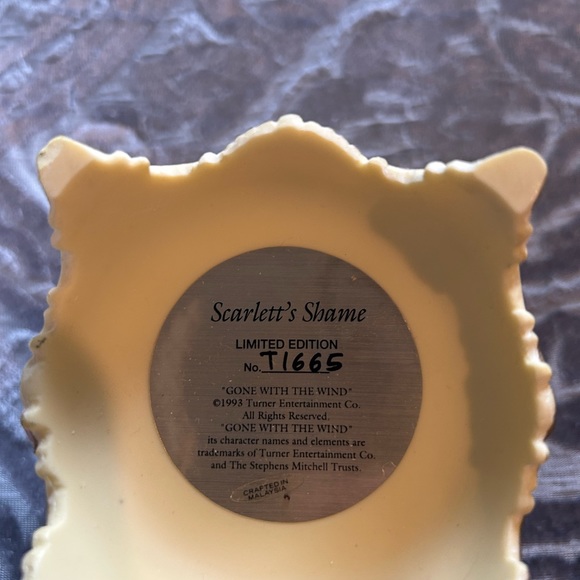 Scarlett's Shame
LIMITED EDITION
No. T1665
"GONE WITH THE WIND"
©1993 Turner Entertainment Co.
All Rights Reserved.
"GONE WITH THE WIND"
its character names and elements are
trademarks of Turner Entertainment Co.
and The Stephens Mitchell Trusts.
CRAFTED IN
MALAYSIA